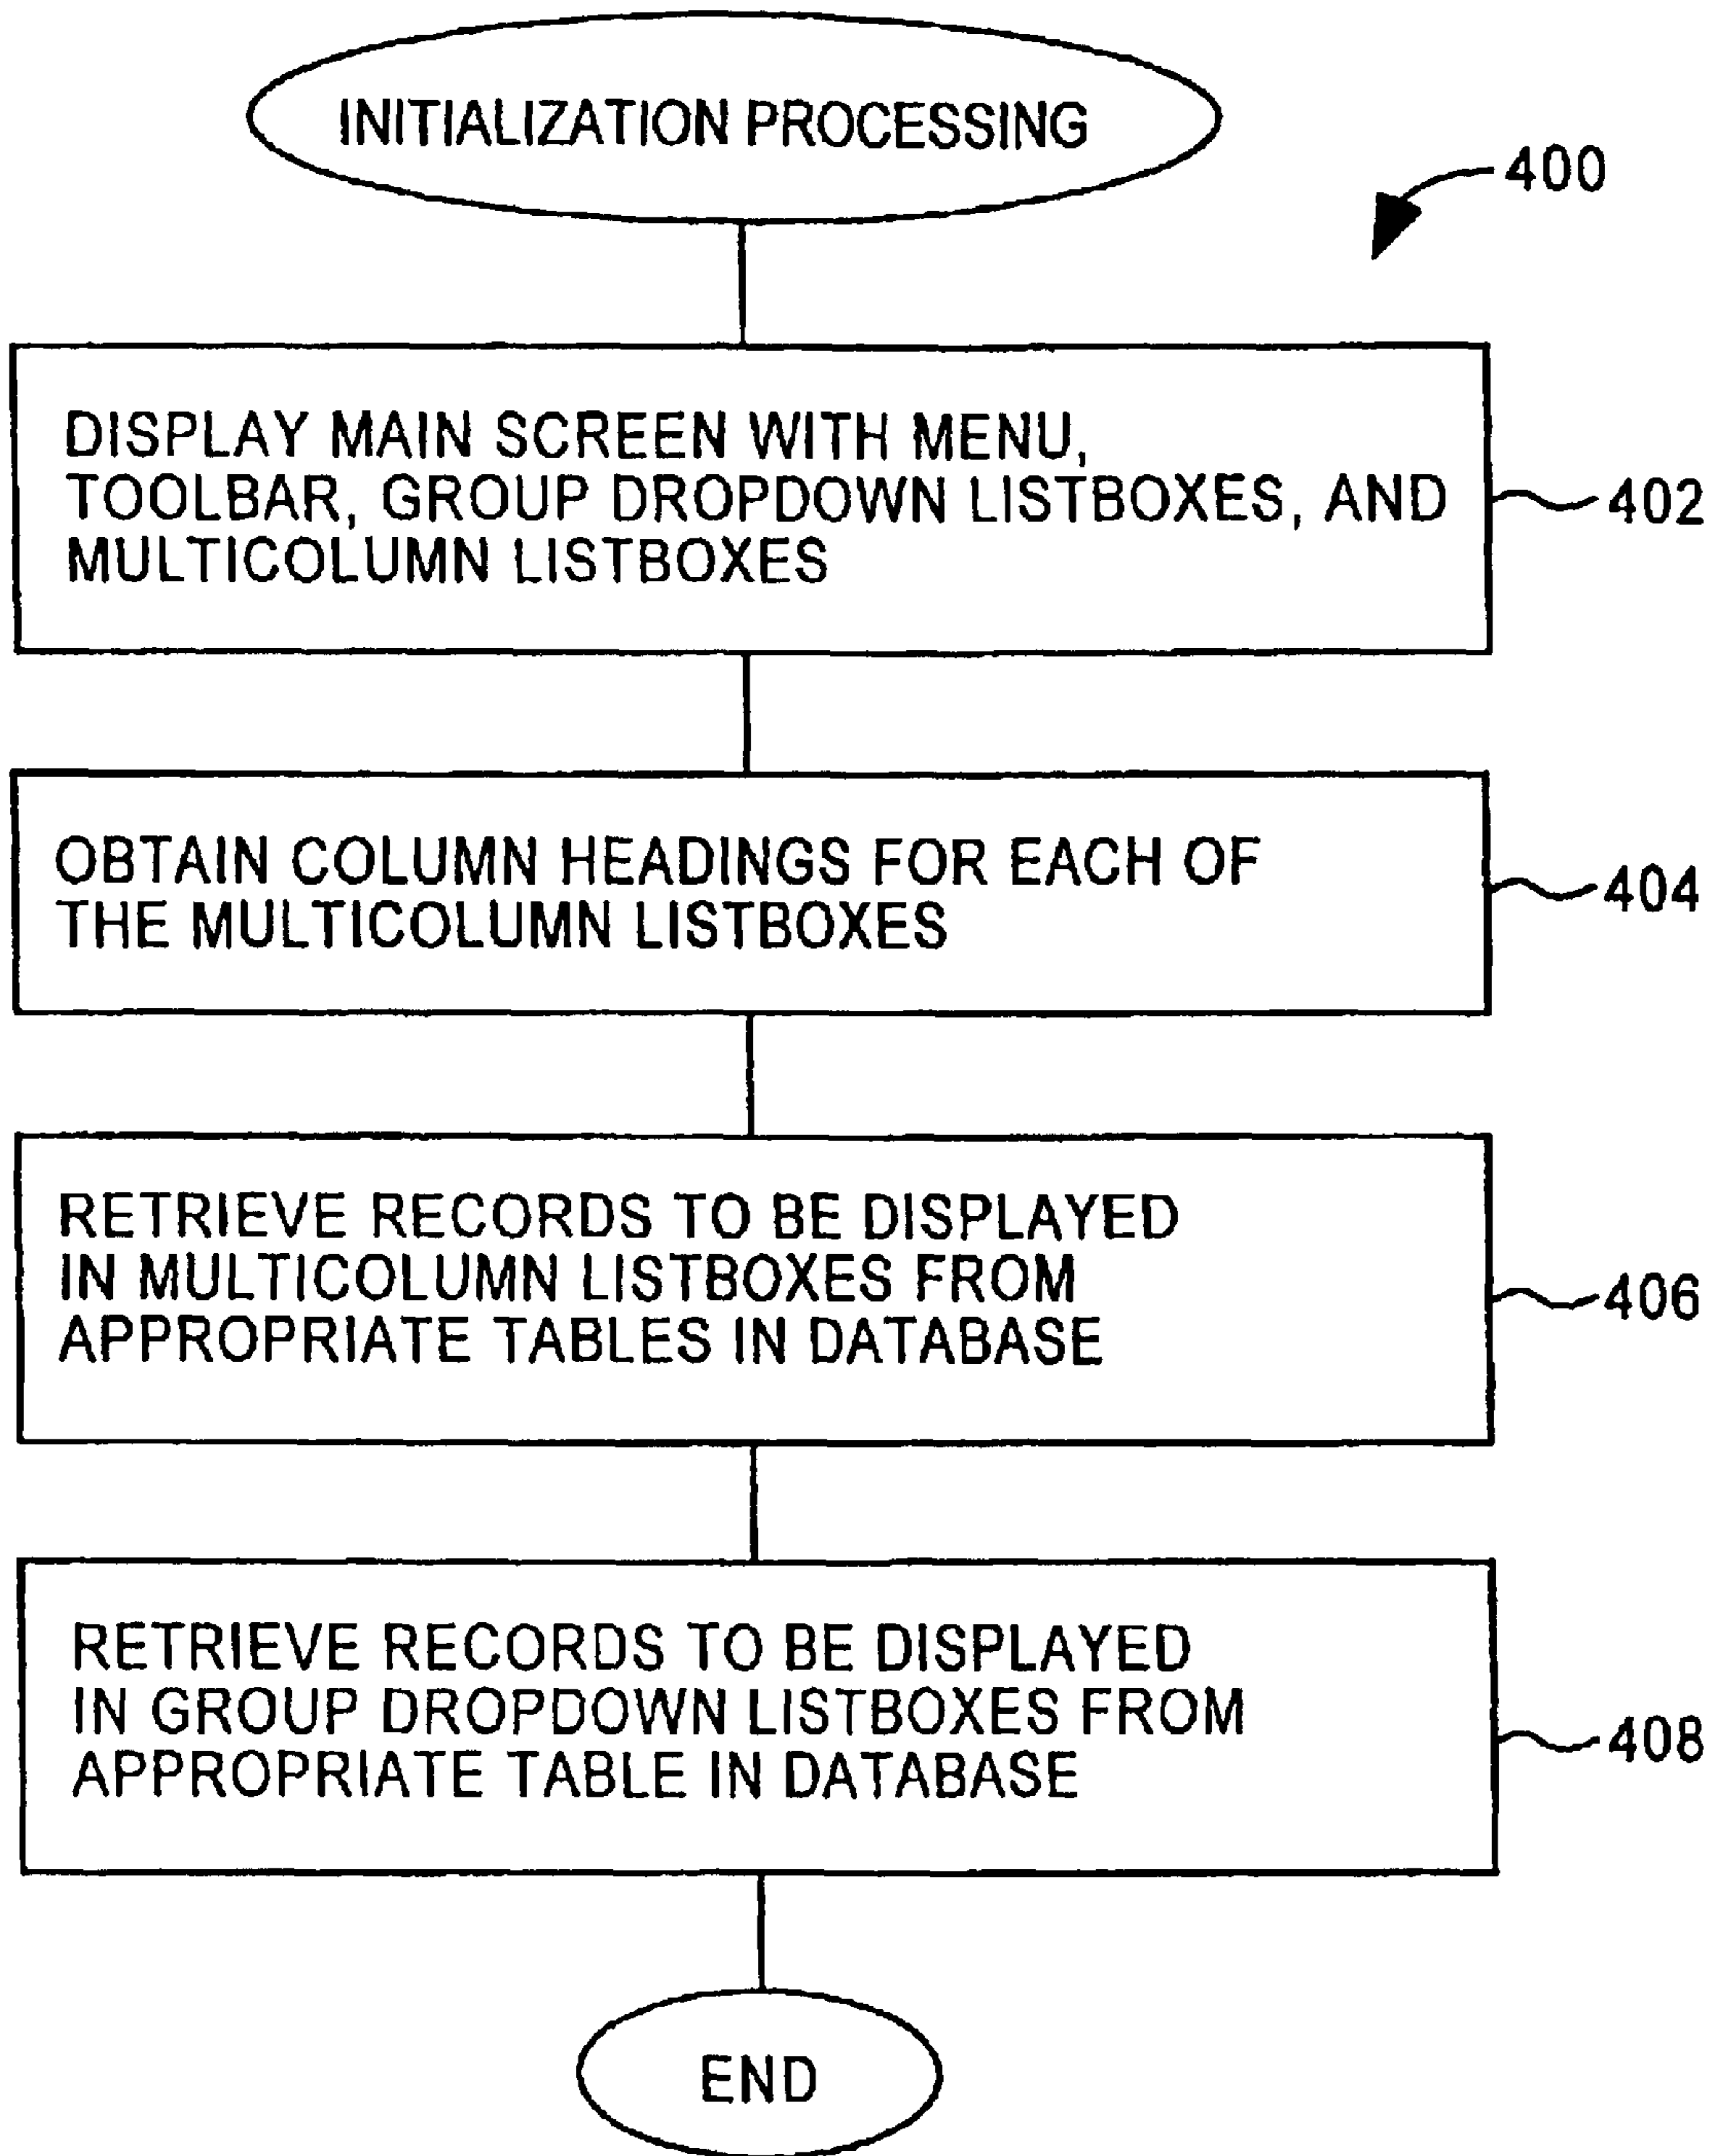 INITIALIZATION PROCESSING
400
DISPLAY MAIN SCREEN WITH MENU,
TOOLBAR, GROUP DROPDOWN LISTBOXES, AND
MULTICOLUMN LISTBOXES
402
OBTAIN COLUMN HEADINGS FOR EACH OF
THE MULTICOLUMN LISTBOXES
404
RETRIEVE RECORDS TO BE DISPLAYED
IN MULTICOLUMN LISTBOXES FROM
APPROPRIATE TABLES IN DATABASE
406
RETRIEVE RECORDS TO BE DISPLAYED
IN GROUP DROPDOWN LISTBOXES FROM
APPROPRIATE TABLE IN DATABASE
408
END